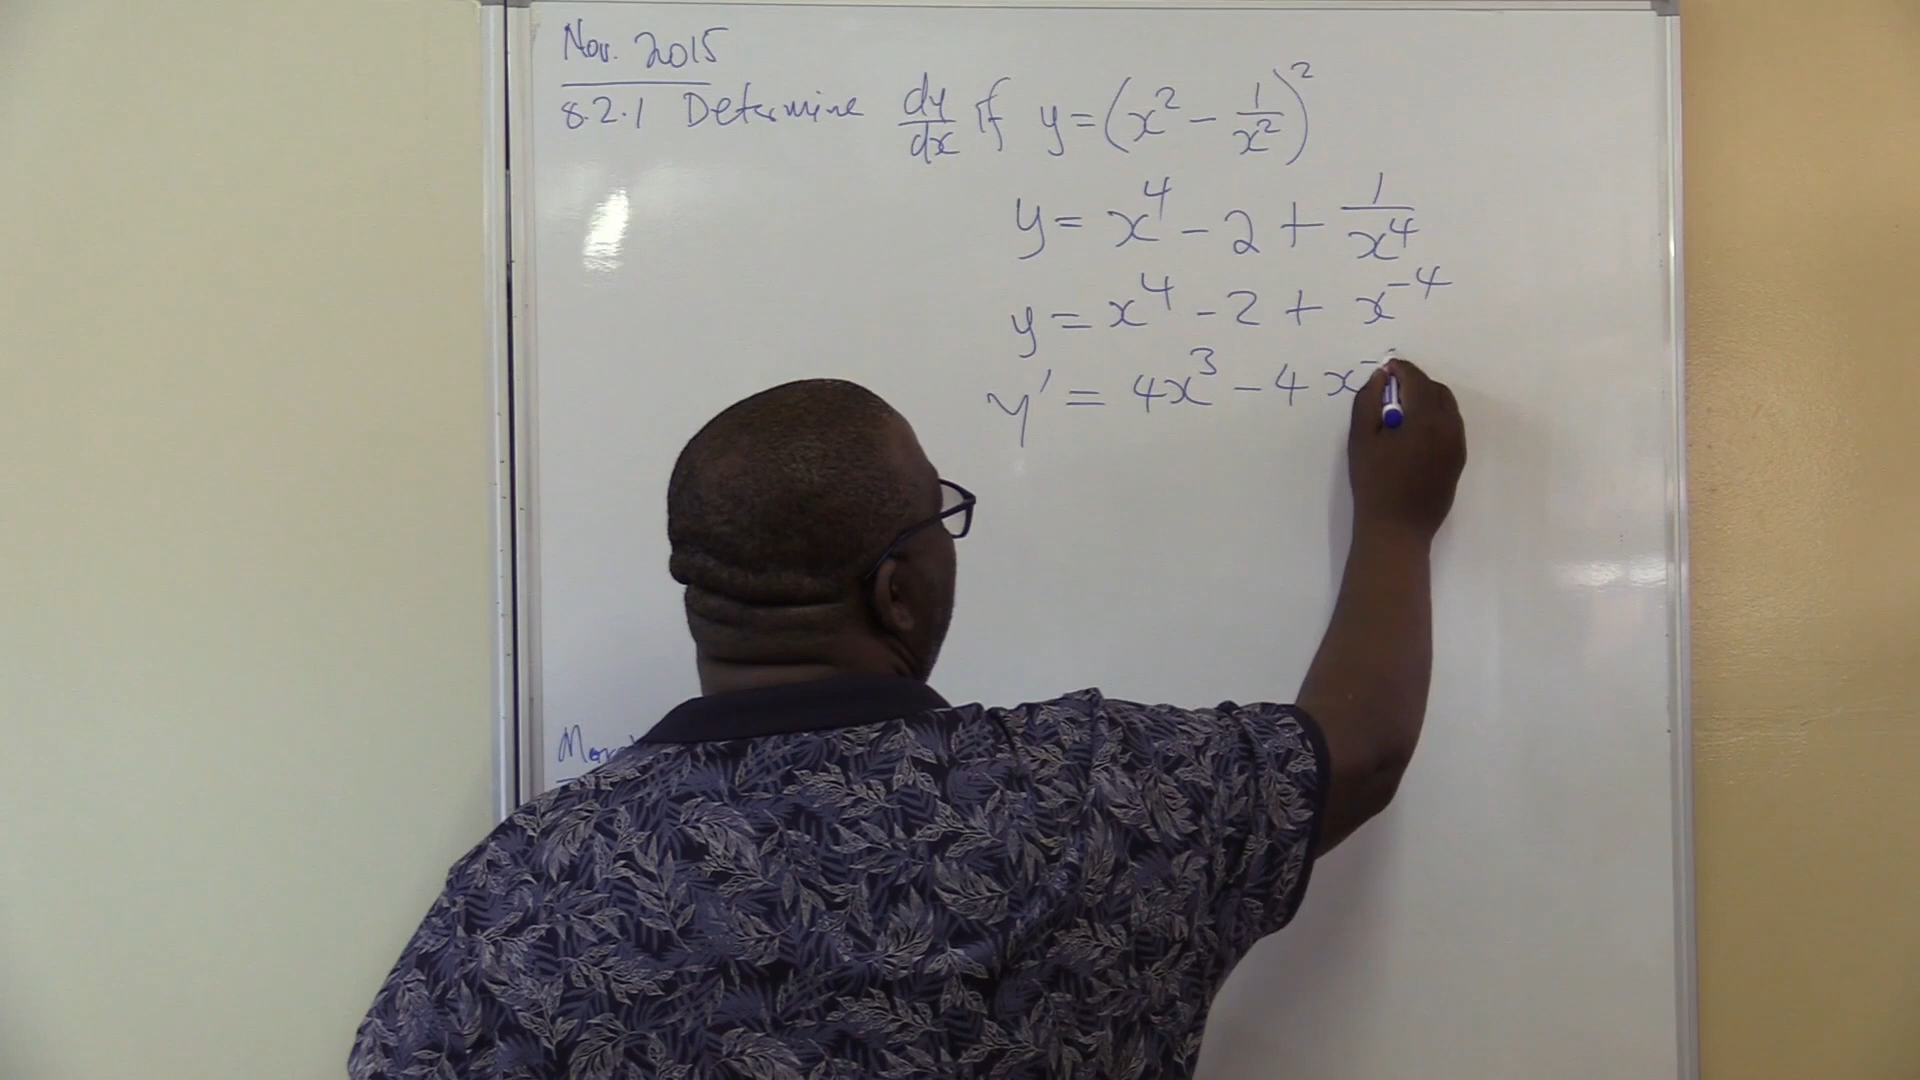 Nov. 2015
8.2.1 Determine dy/dx if y = (x² - 1/x²)²
y = x⁴ - 2 + 1/x⁴
y = x⁴ - 2 + x⁻⁴
y' = 4x³ - 4x⁻